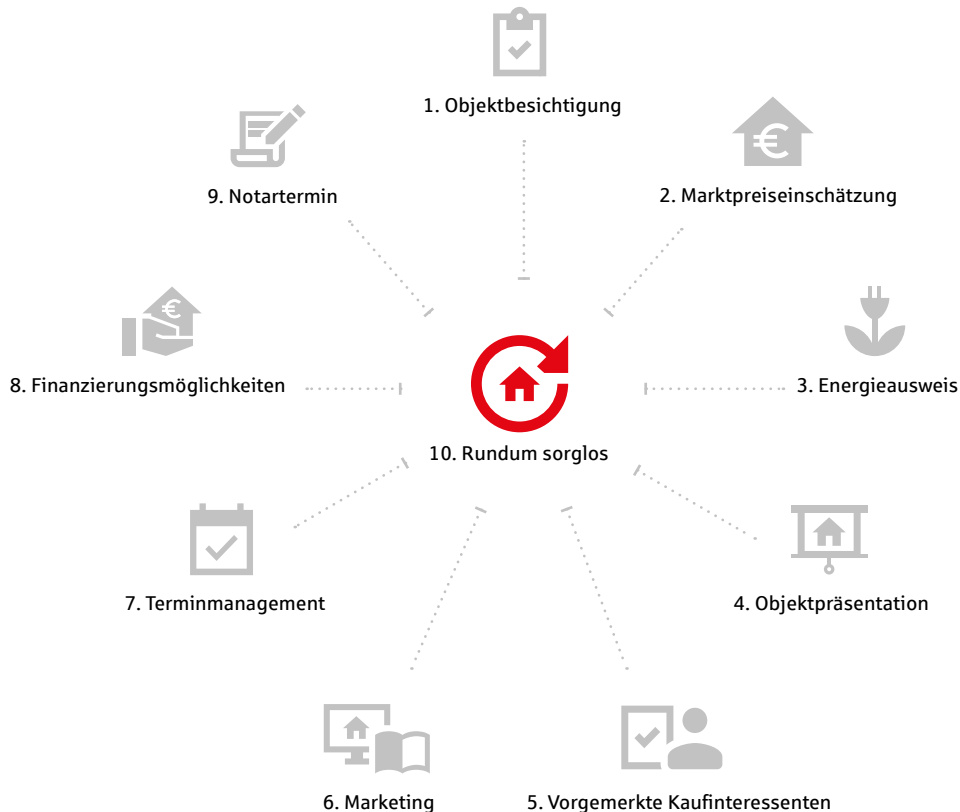 1. Objektbesichtigung
2. Marktpreiseinschätzung
3. Energieausweis
4. Objektpräsentation
5. Vorgemerkte Kaufinteressenten
6. Marketing
7. Terminmanagement
8. Finanzierungsmöglichkeiten
9. Notartermin
10. Rundum sorglos
€
€